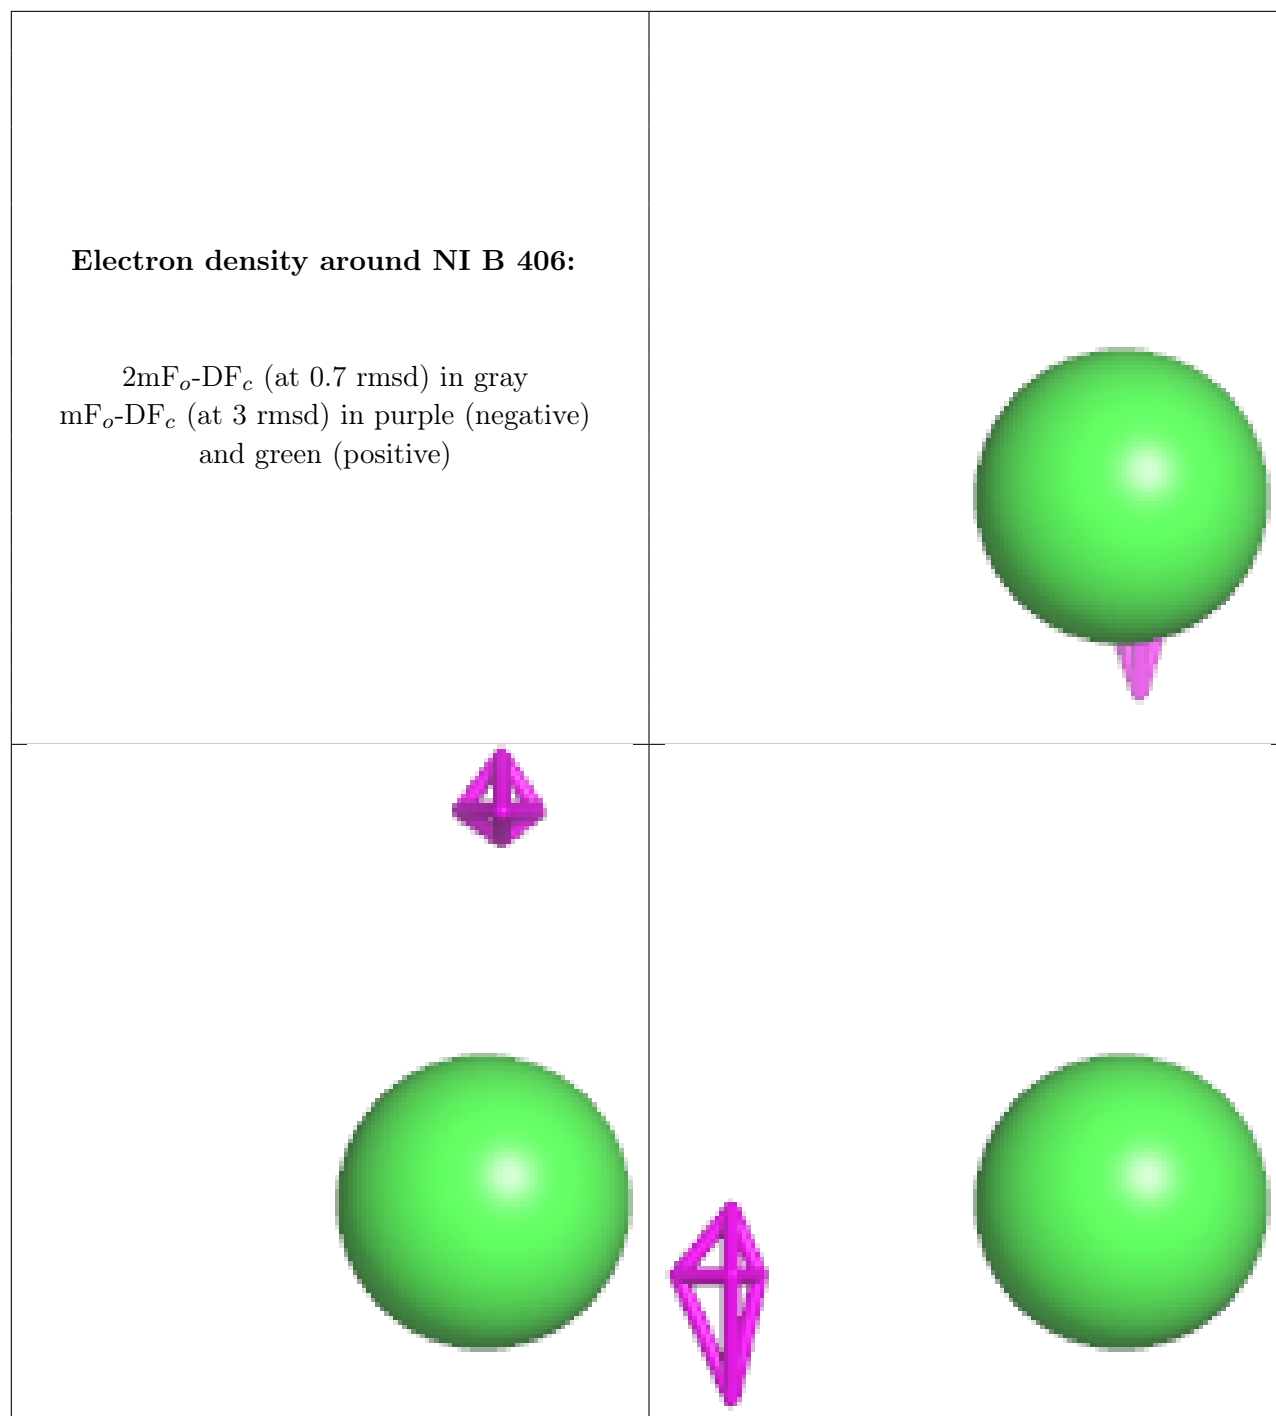 Electron density around NI B 406:
2mFo-DFc (at 0.7 rmsd) in gray
mFo-DFc (at 3 rmsd) in purple (negative)
and green (positive)